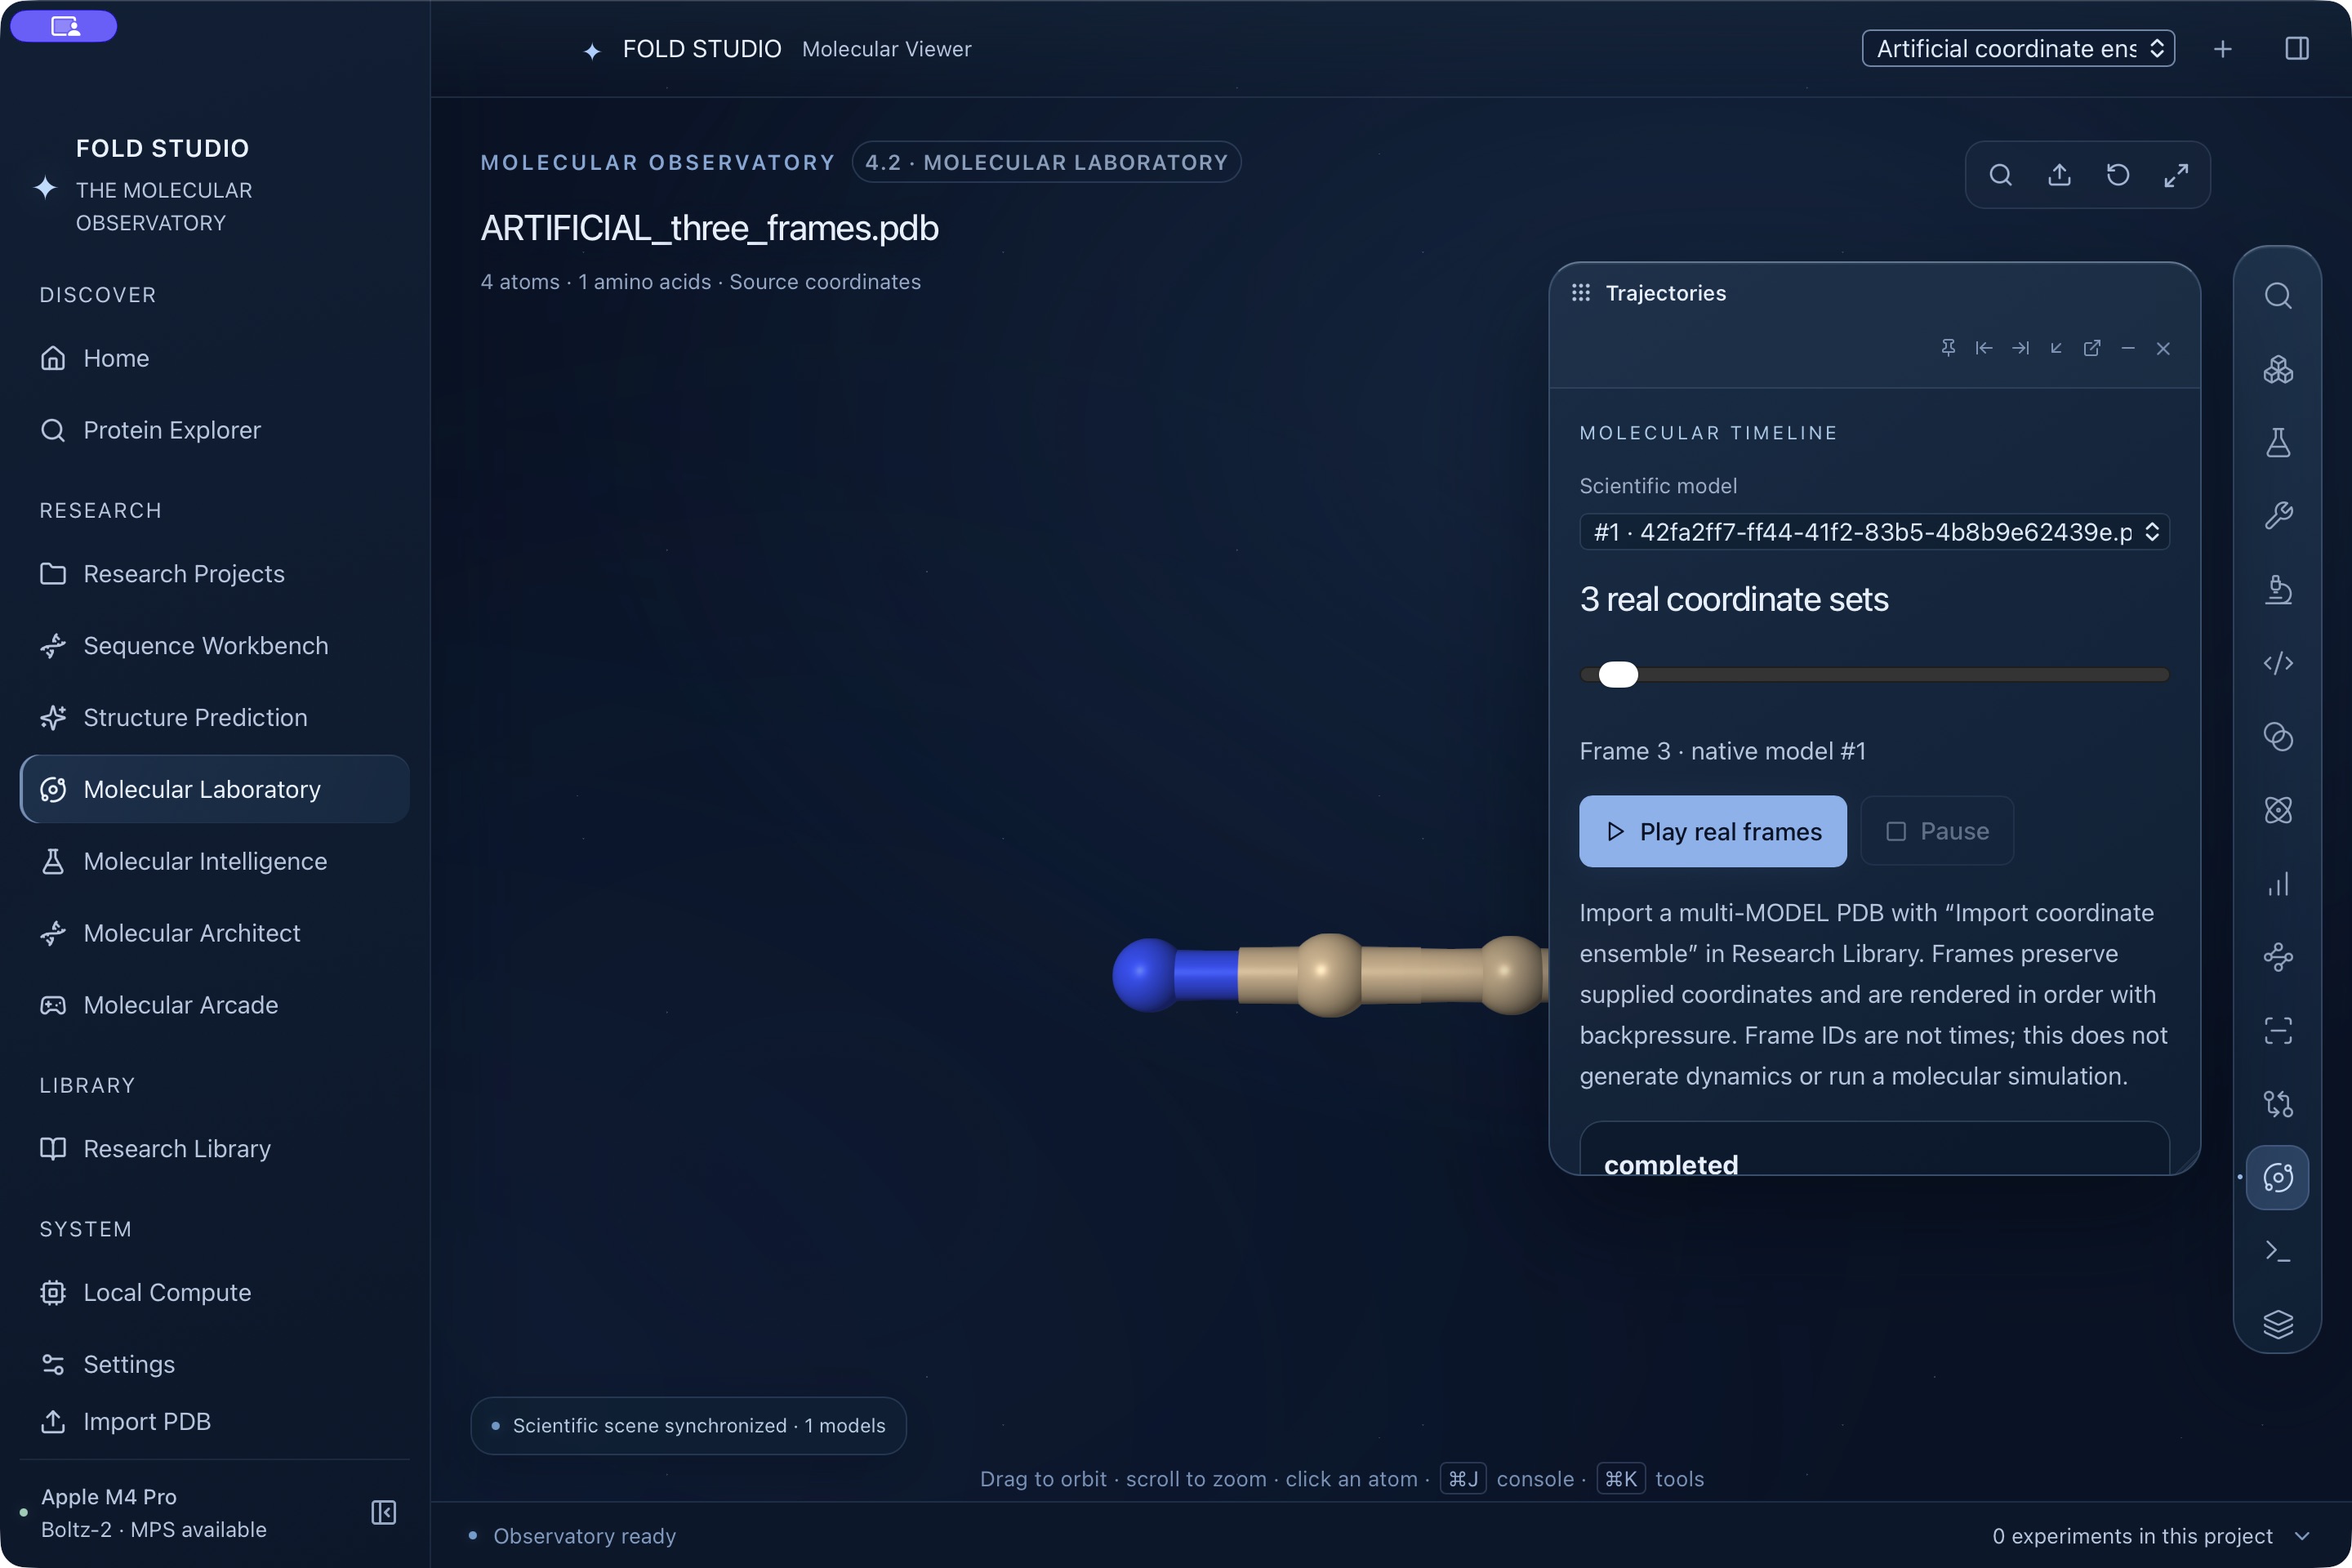 FOLD STUDIO
THE MOLECULAR
OBSERVATORY
DISCOVER
Home
Protein Explorer
RESEARCH
Research Projects
Sequence Workbench
Structure Prediction
Molecular Laboratory
Molecular Intelligence
Molecular Architect
Molecular Arcade
LIBRARY
Research Library
SYSTEM
Local Compute
Settings
Import PDB
Apple M4 Pro
Boltz-2 · MPS available
FOLD STUDIO Molecular Viewer
Artificial coordinate ens
MOLECULAR OBSERVATORY 4.2 · MOLECULAR LABORATORY
ARTIFICIAL_three_frames.pdb
4 atoms · 1 amino acids · Source coordinates
Trajectories
MOLECULAR TIMELINE
Scientific model
#1 · 42fa2ff7-ff44-41f2-83b5-4b8b9e62439e.p
3 real coordinate sets
Frame 3 · native model #1
Play real frames Pause
Import a multi-MODEL PDB with “Import coordinate
ensemble” in Research Library. Frames preserve
supplied coordinates and are rendered in order with
backpressure. Frame IDs are not times; this does not
generate dynamics or run a molecular simulation.
completed
Scientific scene synchronized · 1 models
Drag to orbit · scroll to zoom · click an atom · ⌘J console · ⌘K tools
Observatory ready
0 experiments in this project